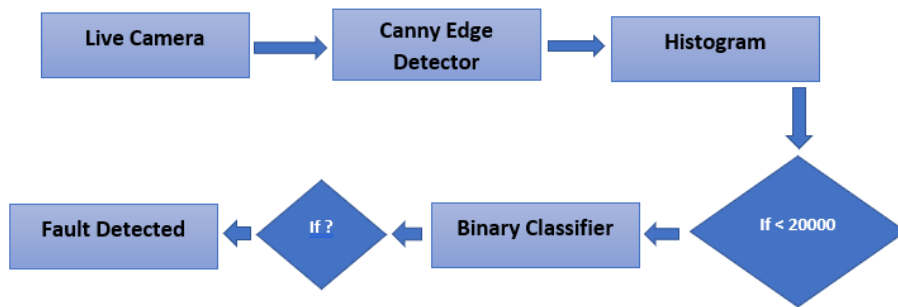 Live Camera
Canny Edge
Detector
Histogram
If < 20000
Binary Classifier
If ?
Fault Detected